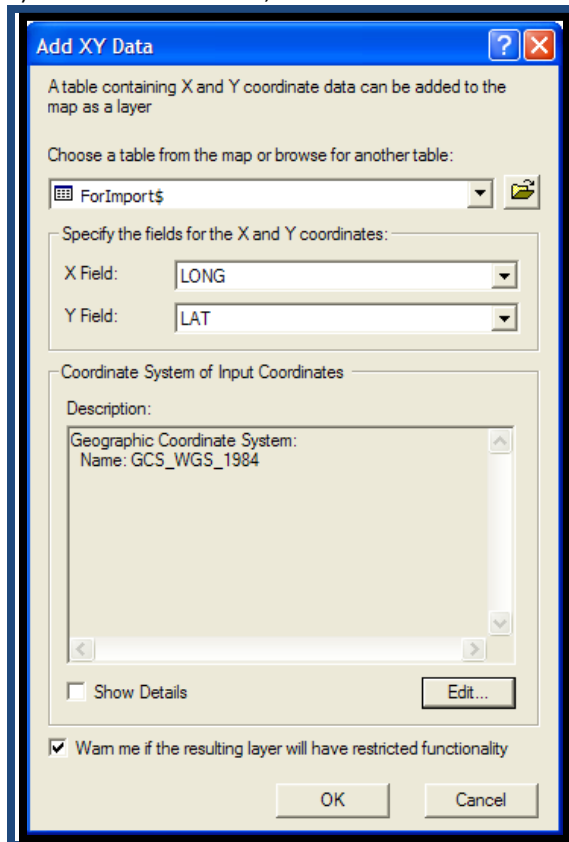 Add XY Data
A table containing X and Y coordinate data can be added to the
map as a layer
Choose a table from the map or browse for another table:
ForImport$
Specify the fields for the X and Y coordinates:
X Field:
LONG
Y Field:
LAT
Coordinate System of Input Coordinates
Description:
Geographic Coordinate System:
Name: GCS_WGS_1984
Show Details
Edit...
Warn me if the resulting layer will have restricted functionality
OK
Cancel